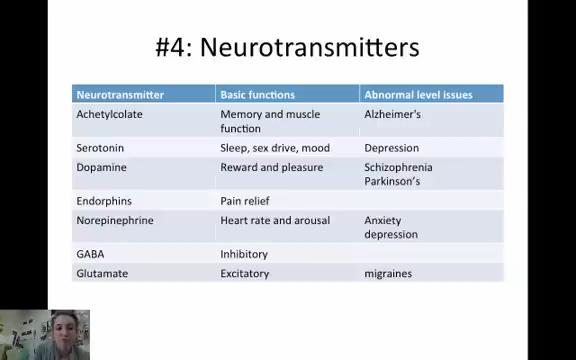 #4: Neurotransmitters
Neurotransmitter Basic functions Abnormal level issues
Achetylcolate Memory and muscle function Alzheimer's
Serotonin Sleep, sex drive, mood Depression
Dopamine Reward and pleasure Schizophrenia Parkinson's
Endorphins Pain relief
Norepinephrine Heart rate and arousal Anxiety depression
GABA Inhibitory
Glutamate Excitatory migraines